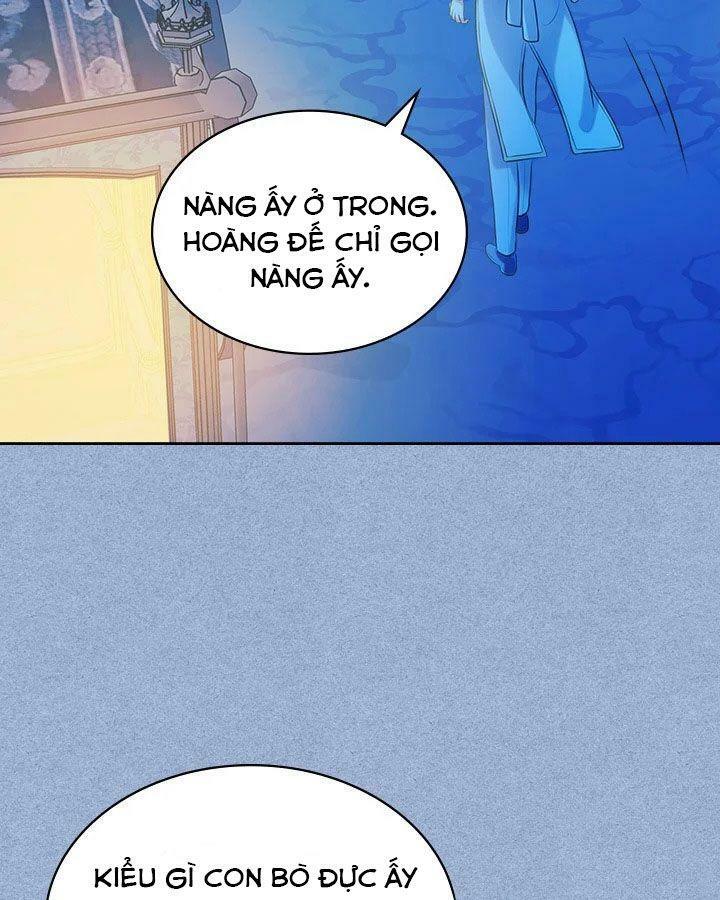 NÀNG ẤY Ở TRONG.
HOÀNG ĐẾ CHỈ GỌI
NÀNG ẤY.
KIỂU GÌ CON BÒ ĐỰC ẤY